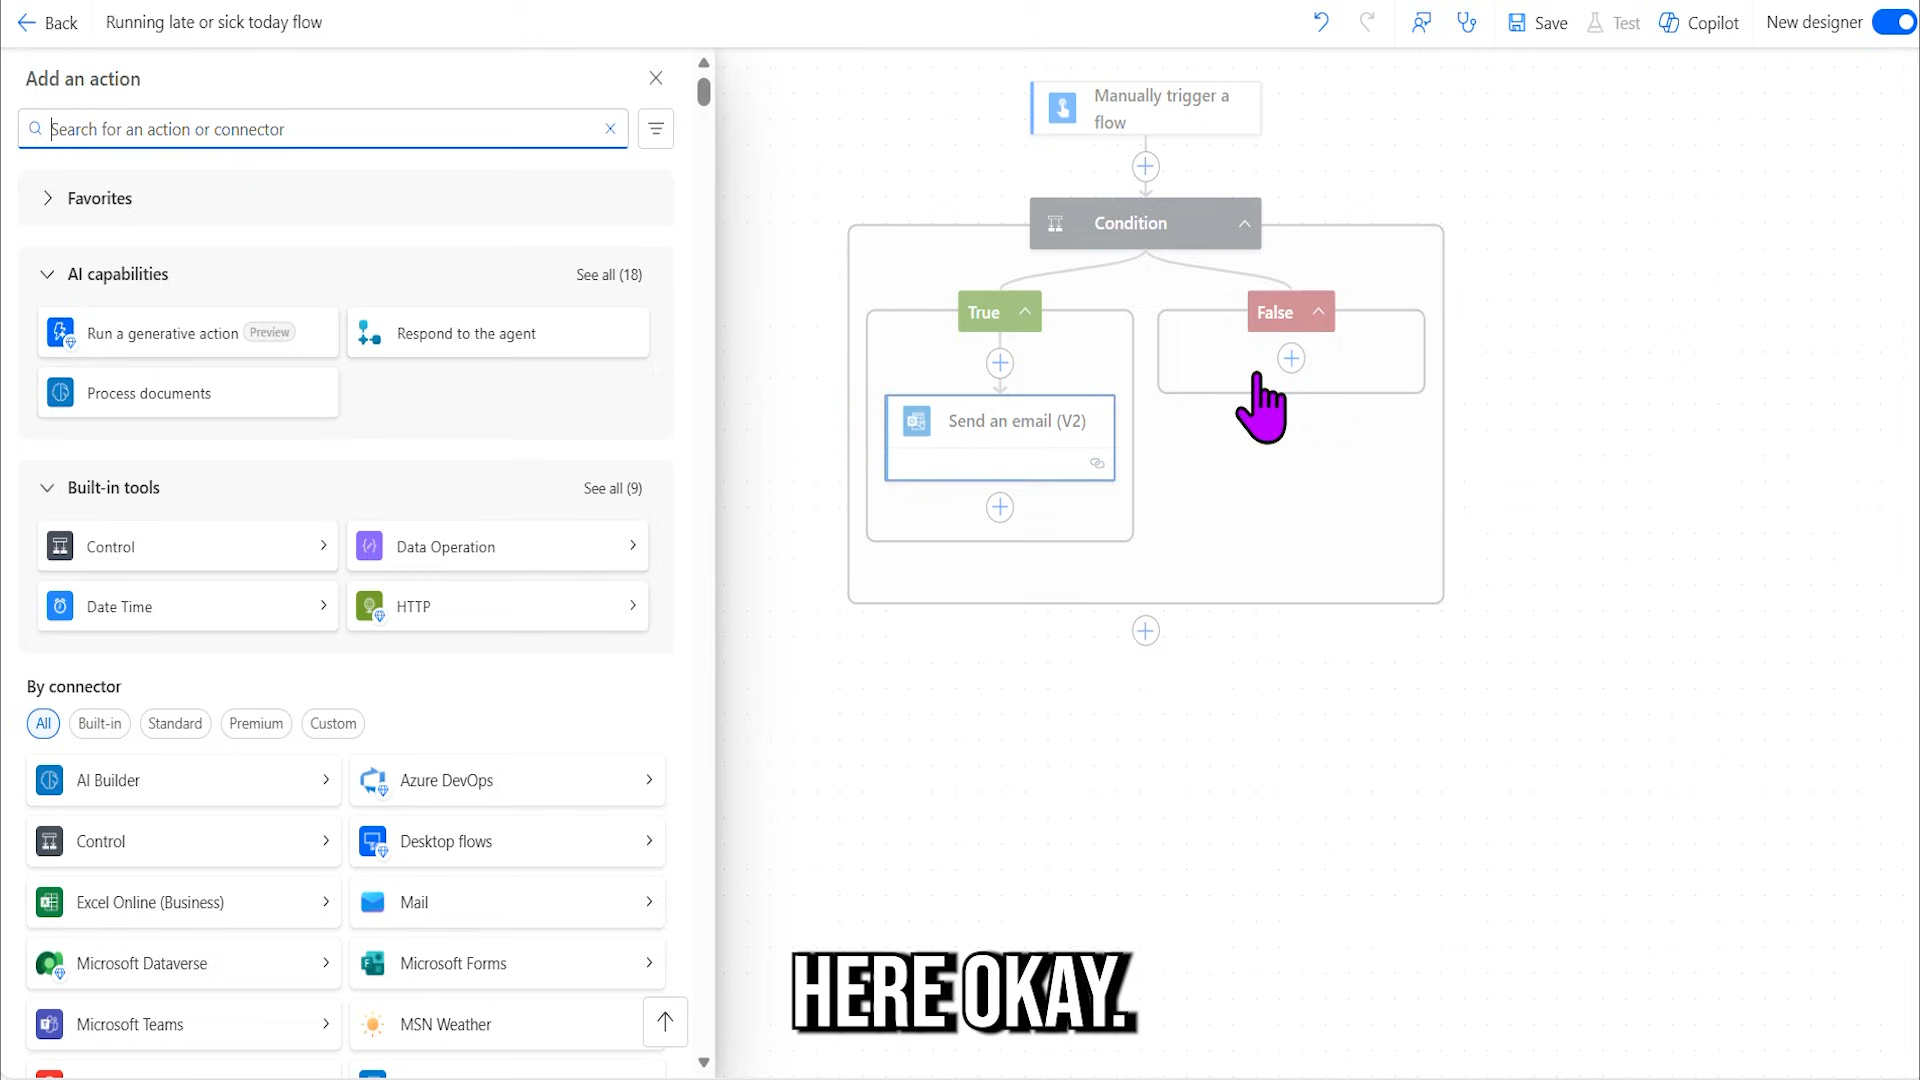 Back
Running late or sick today flow
Save
Test
Copilot
New designer
Add an action
Search for an action or connector
Favorites
AI capabilities
See all (18)
Run a generative action
Preview
Respond to the agent
Process documents
Built-in tools
See all (9)
Control
Data Operation
Date Time
HTTP
By connector
All
Built-in
Standard
Premium
Custom
AI Builder
Azure DevOps
Control
Desktop flows
Excel Online (Business)
Mail
Microsoft Dataverse
Microsoft Forms
Microsoft Teams
MSN Weather
Manually trigger a
flow
Condition
True
False
Send an email (V2)
HERE OKAY.